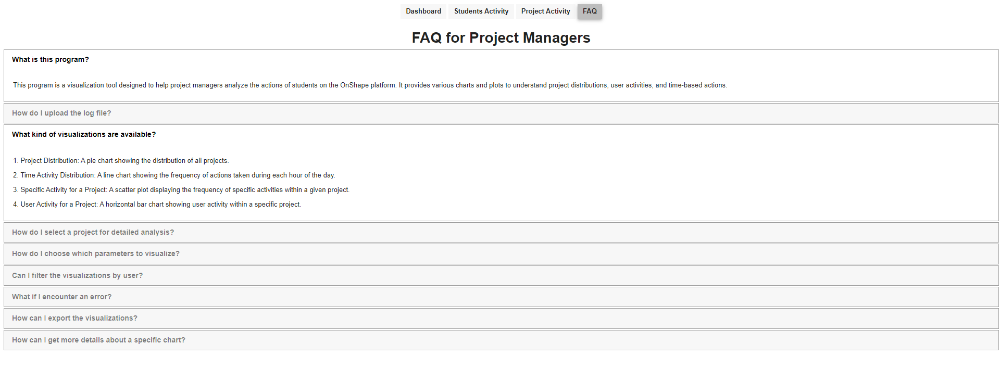 Dashboard Students Activity Project Activity FAQ
FAQ for Project Managers
What is this program?
This program is a visualization tool designed to help project managers analyze the actions of students on the OnShape platform. It provides various charts and plots to understand project distributions, user activities, and time-based actions.
How do I upload the log file?
What kind of visualizations are available?
1. Project Distribution: A pie chart showing the distribution of all projects.
2. Time Activity Distribution: A line chart showing the frequency of actions taken during each hour of the day.
3. Specific Activity for a Project: A scatter plot displaying the frequency of specific activities within a given project.
4. User Activity for a Project: A horizontal bar chart showing user activity within a specific project.
How do I select a project for detailed analysis?
How do I choose which parameters to visualize?
Can I filter the visualizations by user?
What if I encounter an error?
How can I export the visualizations?
How can I get more details about a specific chart?